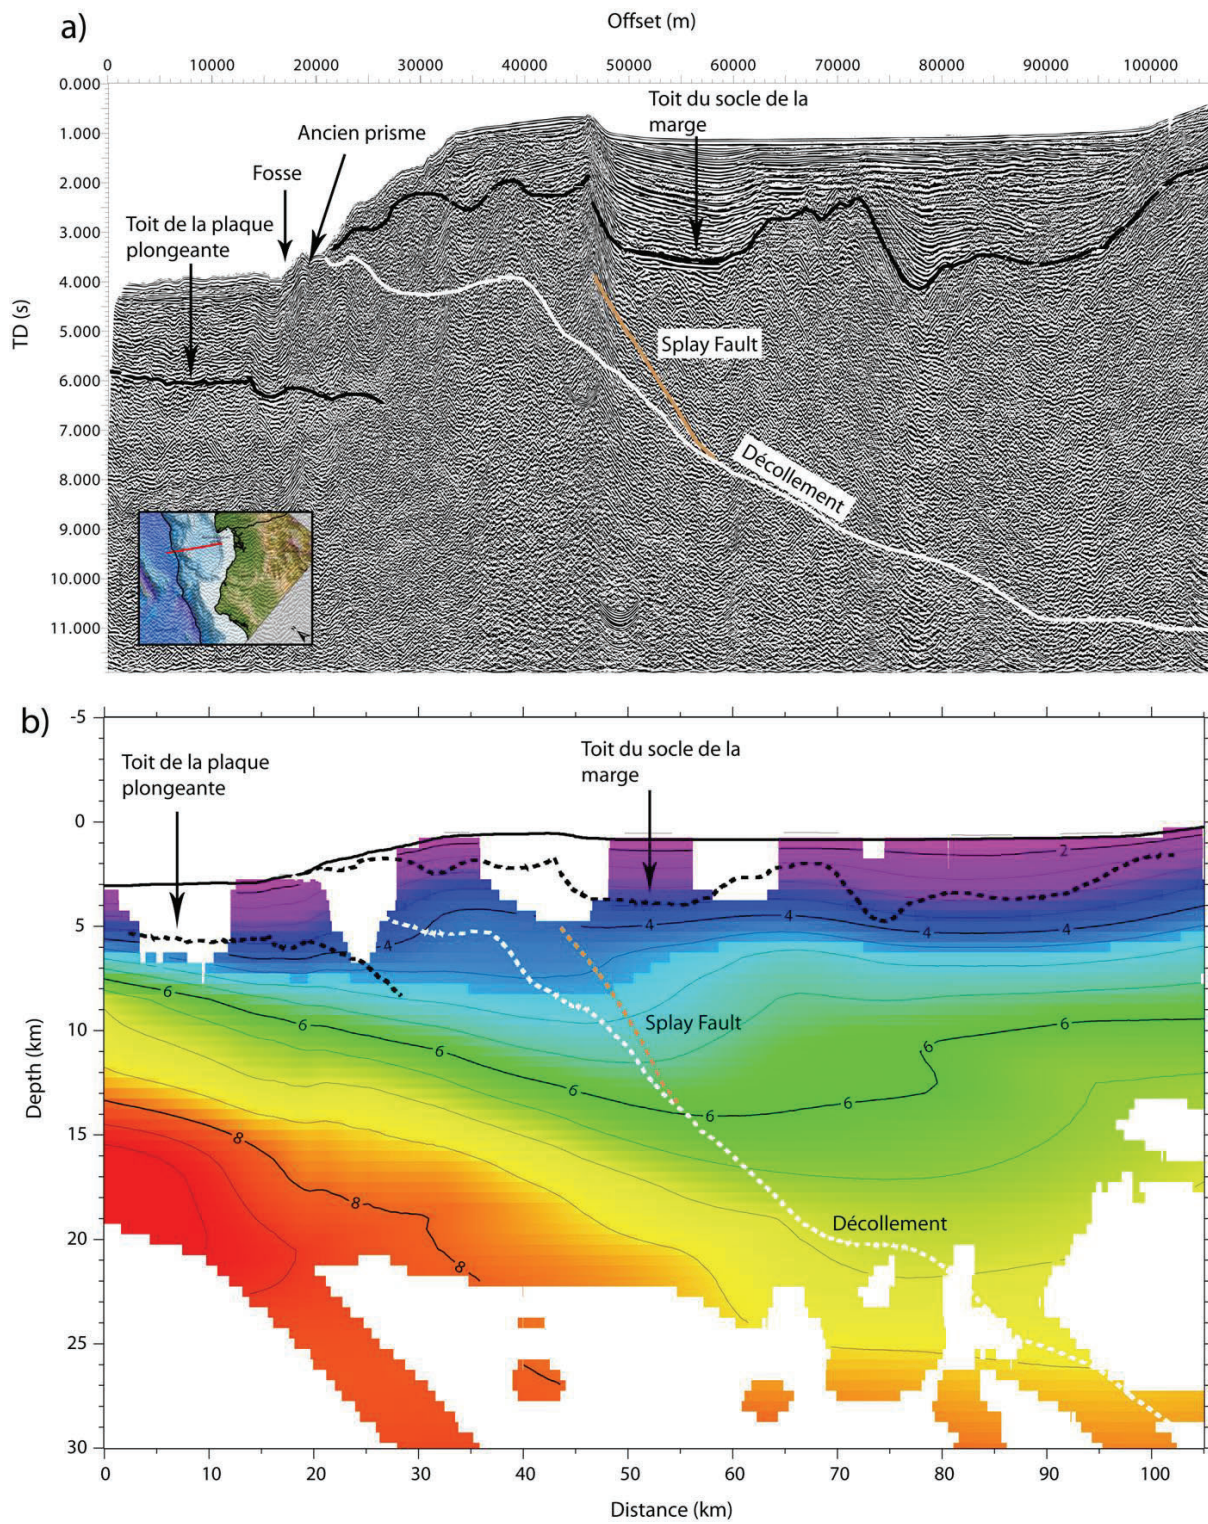 a)
Offset (m)
0 10000 20000 30000 40000 50000 60000 70000 80000 90000 100000
0.000
1.000
2.000
3.000
4.000
5.000
6.000
7.000
8.000
9.000
10.000
11.000
TD (s)
Toit du socle de la
marge
Ancien prisme
Fosse
Toit de la plaque
plongeante
Splay Fault
Décollement
b)
-5
0
5
10
15
20
25
30
Depth (km)
Toit de la plaque
plongeante
Toit du socle de la
marge
2
4
4
4
6
6
6
6
6
6
6
6
8
8
8
Splay Fault
Décollement
0 10 20 30 40 50 60 70 80 90 100
Distance (km)